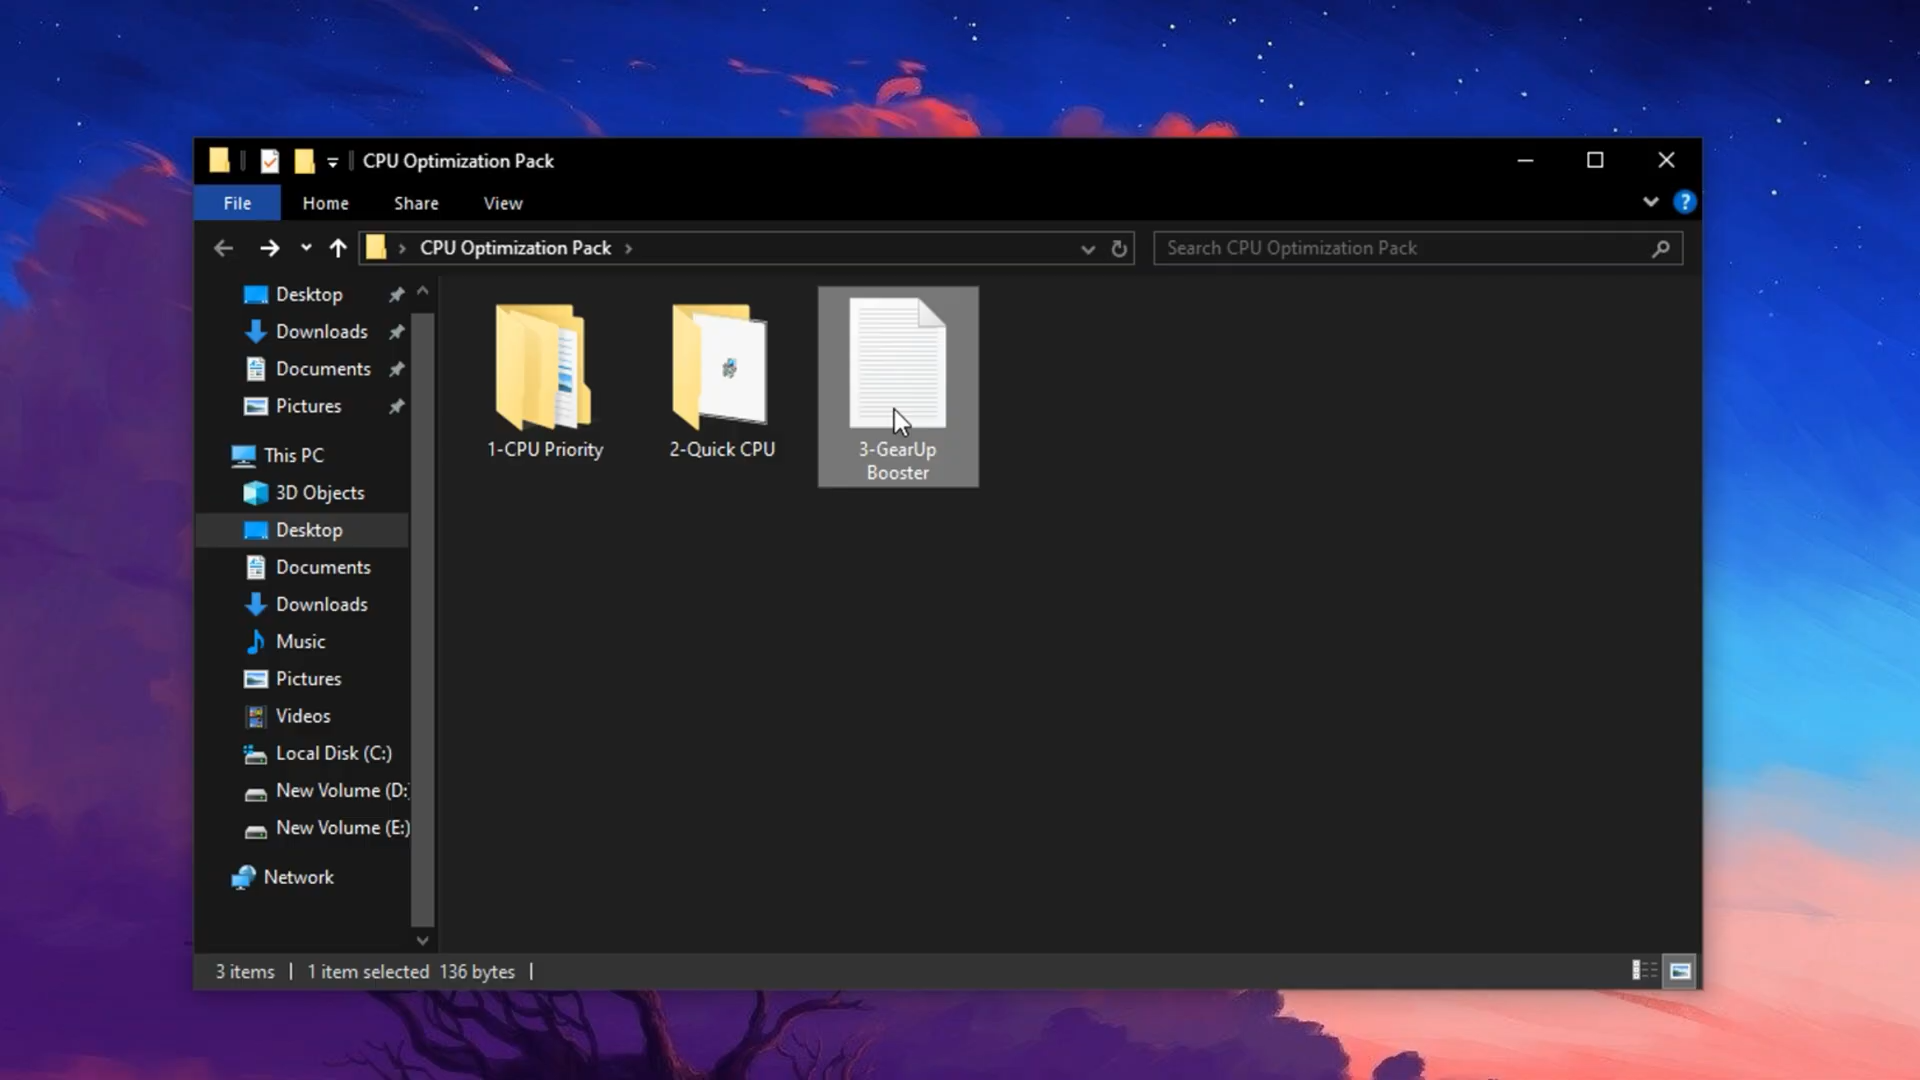 CPU Optimization Pack
File Home Share View
?
CPU Optimization Pack
Search CPU Optimization Pack
Desktop
Downloads
Documents
Pictures
This PC
3D Objects
Desktop
Documents
Downloads
Music
Pictures
Videos
Local Disk (C:)
New Volume (D:
New Volume (E:)
Network
1-CPU Priority
2-Quick CPU
3-GearUp
Booster
3 items 1 item selected 136 bytes